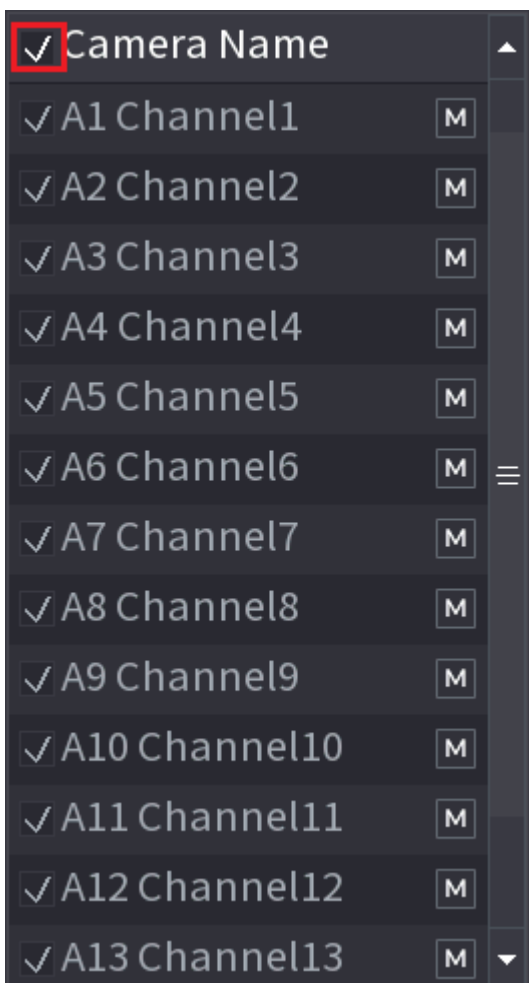 Camera Name
A1 Channel1 M
A2 Channel2 M
A3 Channel3 M
A4 Channel4 M
A5 Channel5 M
A6 Channel6 M
A7 Channel7 M
A8 Channel8 M
A9 Channel9 M
A10 Channel10 M
A11 Channel11 M
A12 Channel12 M
A13 Channel13 M